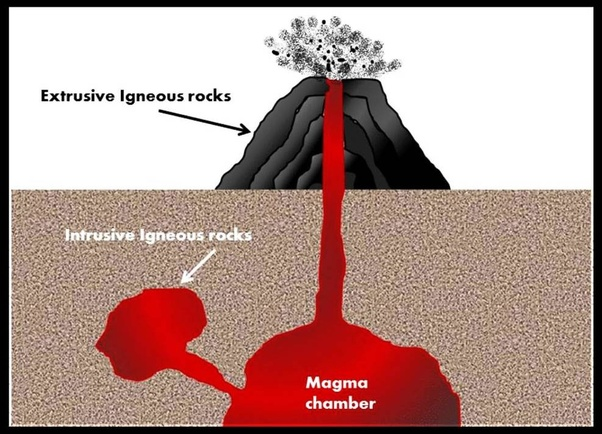 Extrusive Igneous rocks
Intrusive Igneous rocks
Magma
chamber